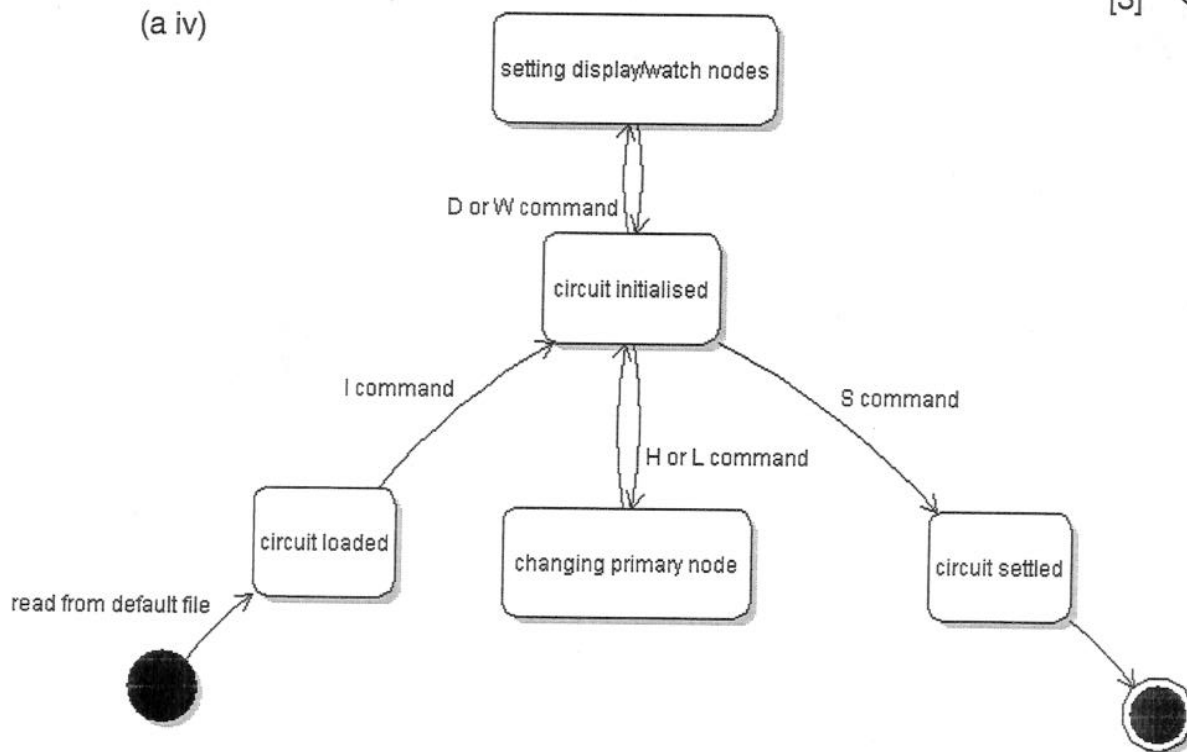 (a iv)
[3]
setting display/watch nodes
D or W command
circuit initialised
I command
S command
H or L command
circuit loaded
changing primary node
circuit settled
read from default file